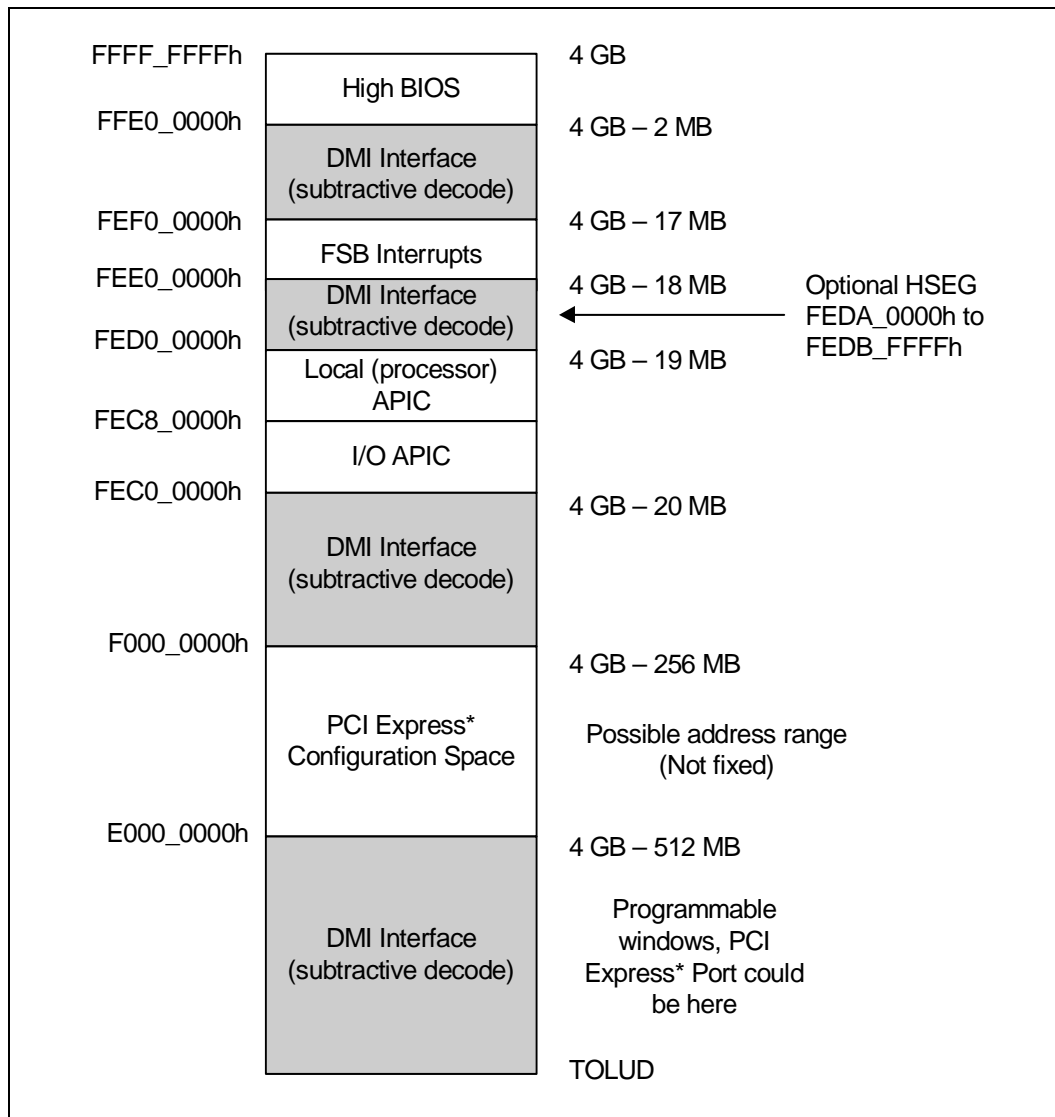 FFFF_FFFFh
4 GB
High BIOS
FFE0_0000h
4 GB – 2 MB
DMI Interface
(subtractive decode)
FEF0_0000h
4 GB – 17 MB
FSB Interrupts
FEE0_0000h
4 GB – 18 MB
DMI Interface
(subtractive decode)
Optional HSEG
FEDA_0000h to
FEDB_FFFFh
FED0_0000h
4 GB – 19 MB
Local (processor)
APIC
FEC8_0000h
I/O APIC
FEC0_0000h
4 GB – 20 MB
DMI Interface
(subtractive decode)
F000_0000h
4 GB – 256 MB
PCI Express*
Configuration Space
Possible address range
(Not fixed)
E000_0000h
4 GB – 512 MB
DMI Interface
(subtractive decode)
Programmable
windows, PCI
Express* Port could
be here
TOLUD